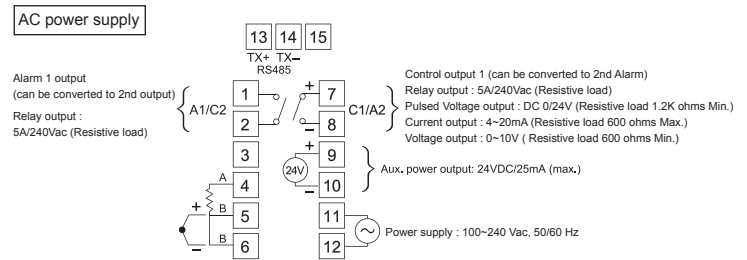 AC power supply
13 14 15
TX+ TX−
RS485
Alarm 1 output
(can be converted to 2nd output)
Relay output :
5A/240Vac (Resistive load)
A1/C2
1
2
3
A 4
B 5
B 6
+
−
+ 7
− 8
+ 9
− 10
24V
11
12
C1/A2
Control output 1 (can be converted to 2nd Alarm)
Relay output : 5A/240Vac (Resistive load)
Pulsed Voltage output : DC 0/24V (Resistive load 1.2K ohms Min.)
Current output : 4~20mA (Resistive load 600 ohms Max.)
Voltage output : 0~10V ( Resistive load 600 ohms Min.)
Aux. power output: 24VDC/25mA (max.)
Power supply : 100~240 Vac, 50/60 Hz